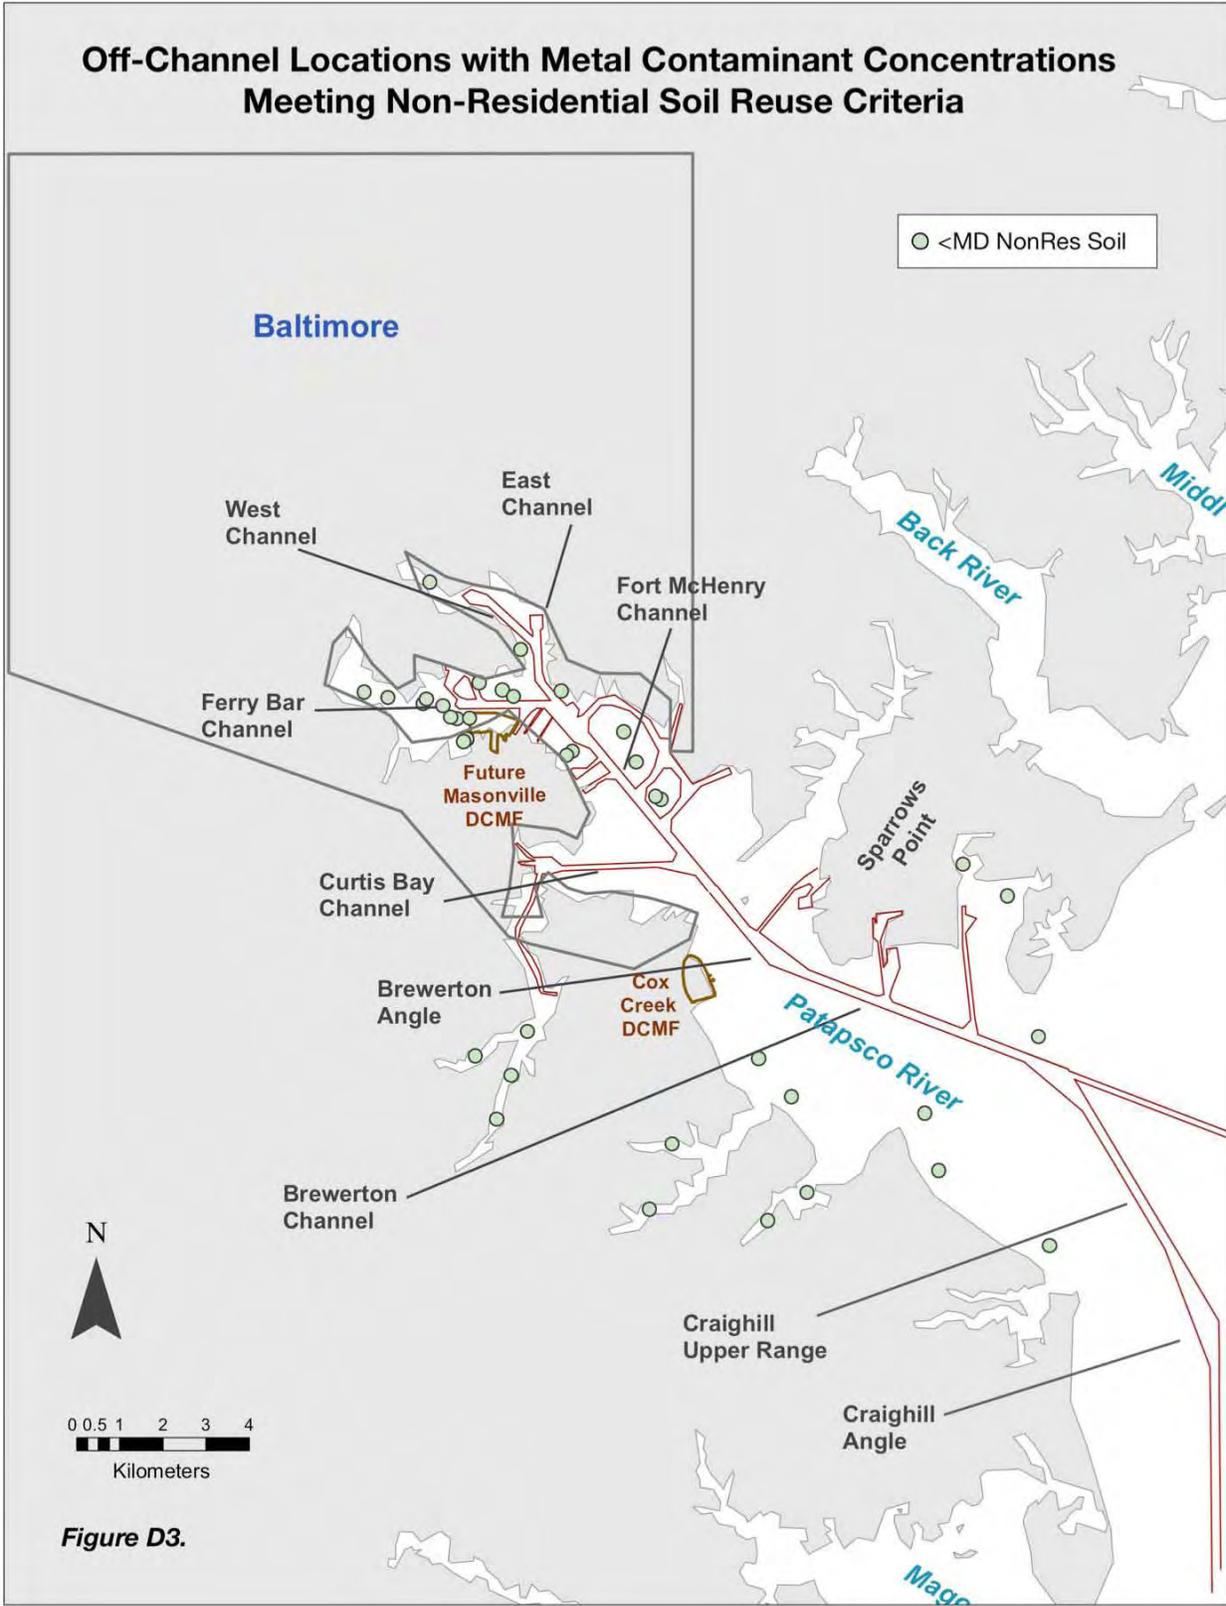 Off-Channel Locations with Metal Contaminant Concentrations
Meeting Non-Residential Soil Reuse Criteria
<MD NonRes Soil
Baltimore
Middl
Back River
East
Channel
West
Channel
Fort McHenry
Channel
Ferry Bar
Channel
Future
Masonville
DCMF
Sparrows
Point
Curtis Bay
Channel
Brewerton
Angle
Cox
Creek
DCMF
Patapsco River
Brewerton
Channel
N
Craighill
Upper Range
Craighill
Angle
0 0.5 1 2 3 4
Kilometers
Figure D3.
Mago